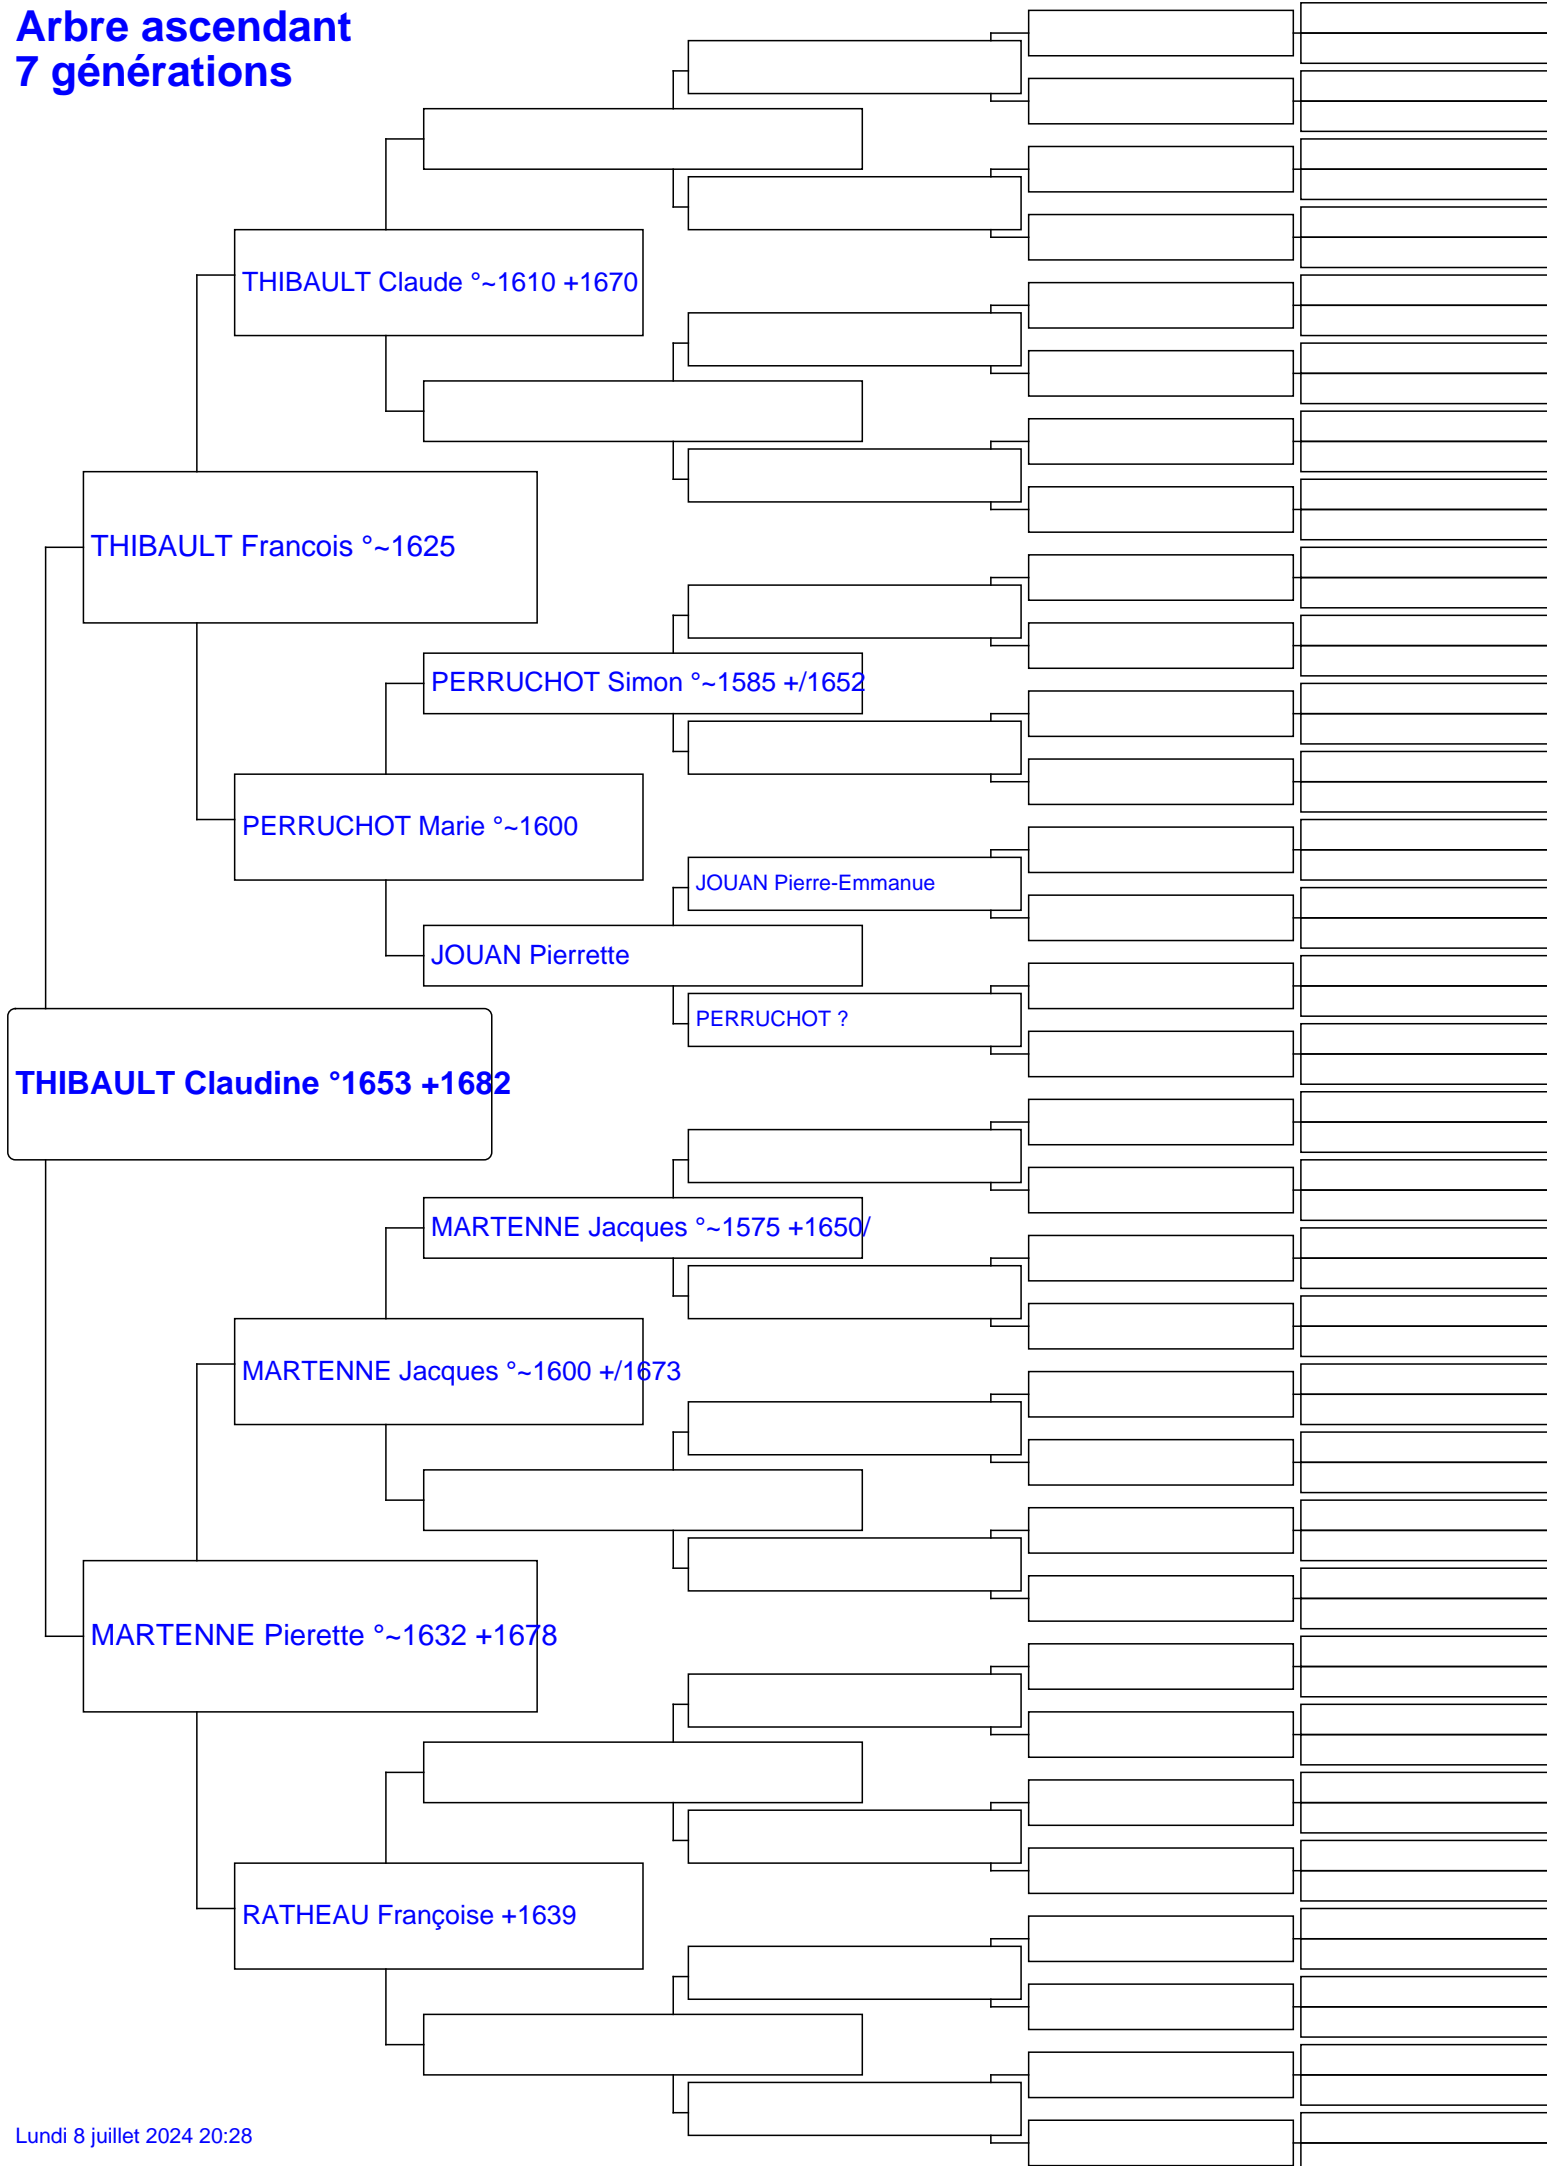 Arbre ascendant
7 générations
THIBAULT Claude °~1610 +1670
THIBAULT Francois °~1625
PERRUCHOT Simon °~1585 +/1652
PERRUCHOT Marie °~1600
JOUAN Pierre-Emmanue
JOUAN Pierrette
PERRUCHOT ?
THIBAULT Claudine °1653 +1682
MARTENNE Jacques °~1575 +1650/
MARTENNE Jacques °~1600 +/1673
MARTENNE Pierette °~1632 +1678
RATHEAU Françoise +1639
Lundi 8 juillet 2024 20:28